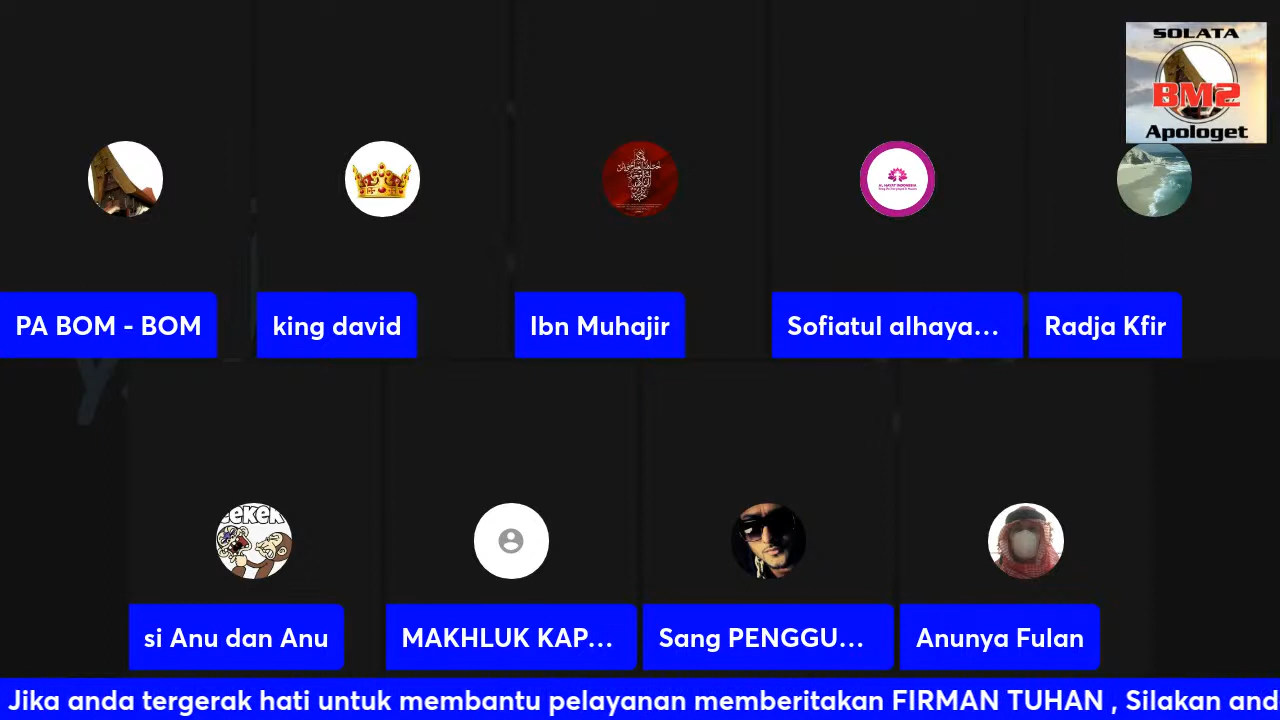 SOLATA
BM2
Apologet
PA BOM - BOM
king david
Ibn Muhajir
Sofiatul alhaya...
Radja Kfir
EEKEK
si Anu dan Anu
MAKHLUK KAP...
Sang PENGGU...
Anunya Fulan
Jika anda tergerak hati untuk membantu pelayanan memberitakan FIRMAN TUHAN , Silakan and